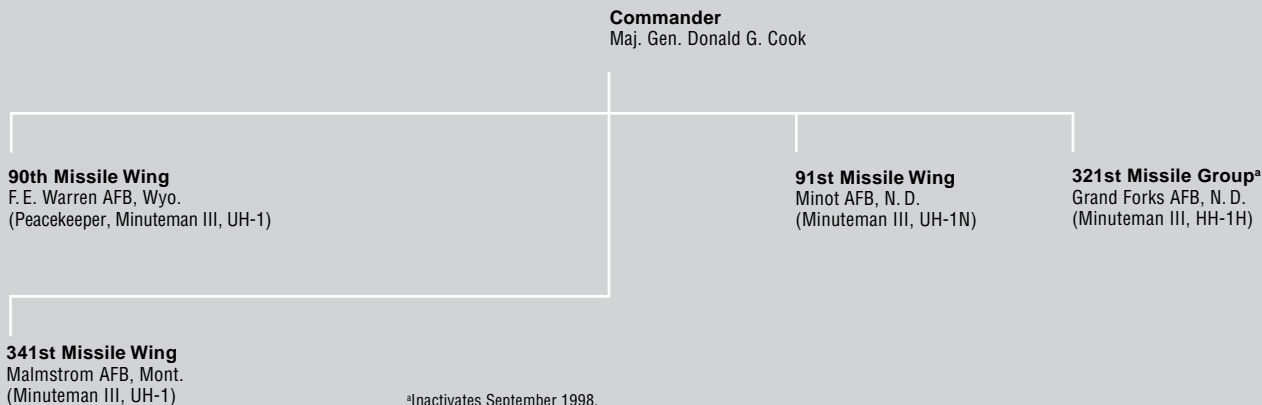 Commander
Maj. Gen. Donald G. Cook
90th Missile Wing
F. E. Warren AFB, Wyo.
(Peacekeeper, Minuteman III, UH-1)
91st Missile Wing
Minot AFB, N. D.
(Minuteman III, UH-1N)
321st Missile Groupᵃ
Grand Forks AFB, N. D.
(Minuteman III, HH-1H)
341st Missile Wing
Malmstrom AFB, Mont.
(Minuteman III, UH-1)
ᵃInactivates September 1998.